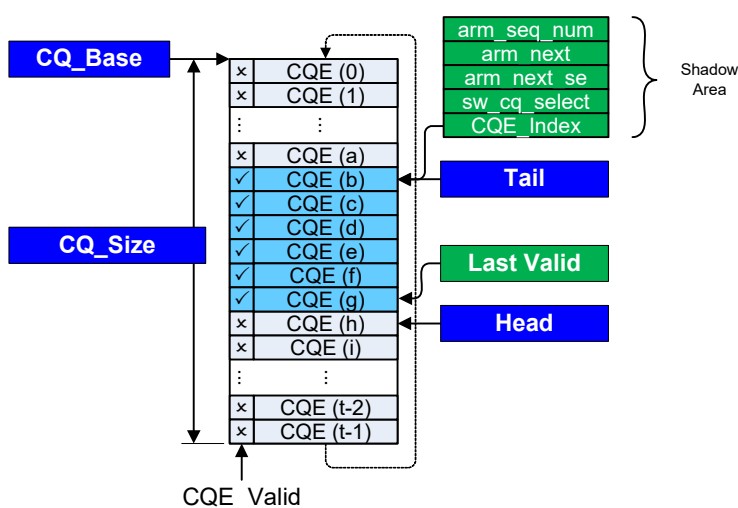 CQ_Base
CQ_Size
× CQE (0)
× CQE (1)
⋮ ⋮
× CQE (a)
✓ CQE (b)
✓ CQE (c)
✓ CQE (d)
✓ CQE (e)
✓ CQE (f)
✓ CQE (g)
× CQE (h)
× CQE (i)
⋮ ⋮
× CQE (t-2)
× CQE (t-1)
CQE Valid
arm_seq_num
arm_next
arm_next_se
sw_cq_select
CQE_Index
Shadow
Area
Tail
Last Valid
Head